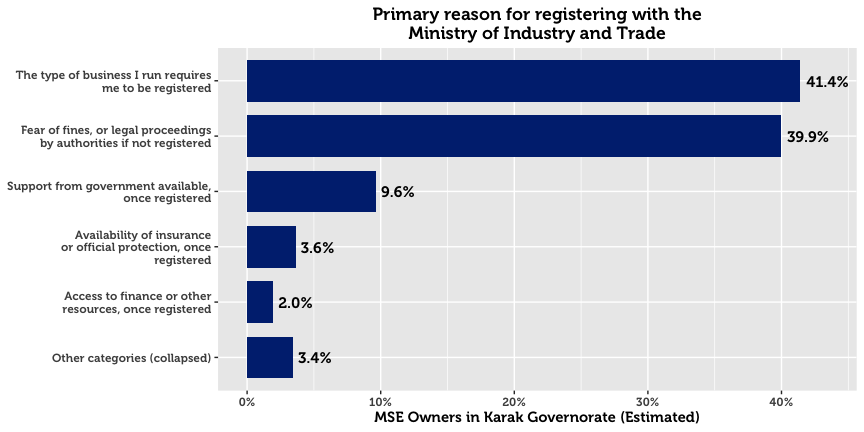 Primary reason for registering with the
Ministry of Industry and Trade
The type of business I run requires
me to be registered
41.4%
Fear of fines, or legal proceedings
by authorities if not registered
39.9%
Support from government available,
once registered
9.6%
Availability of insurance
or official protection, once
registered
3.6%
Access to finance or other
resources, once registered
2.0%
Other categories (collapsed)
3.4%
0% 10% 20% 30% 40%
MSE Owners in Karak Governorate (Estimated)